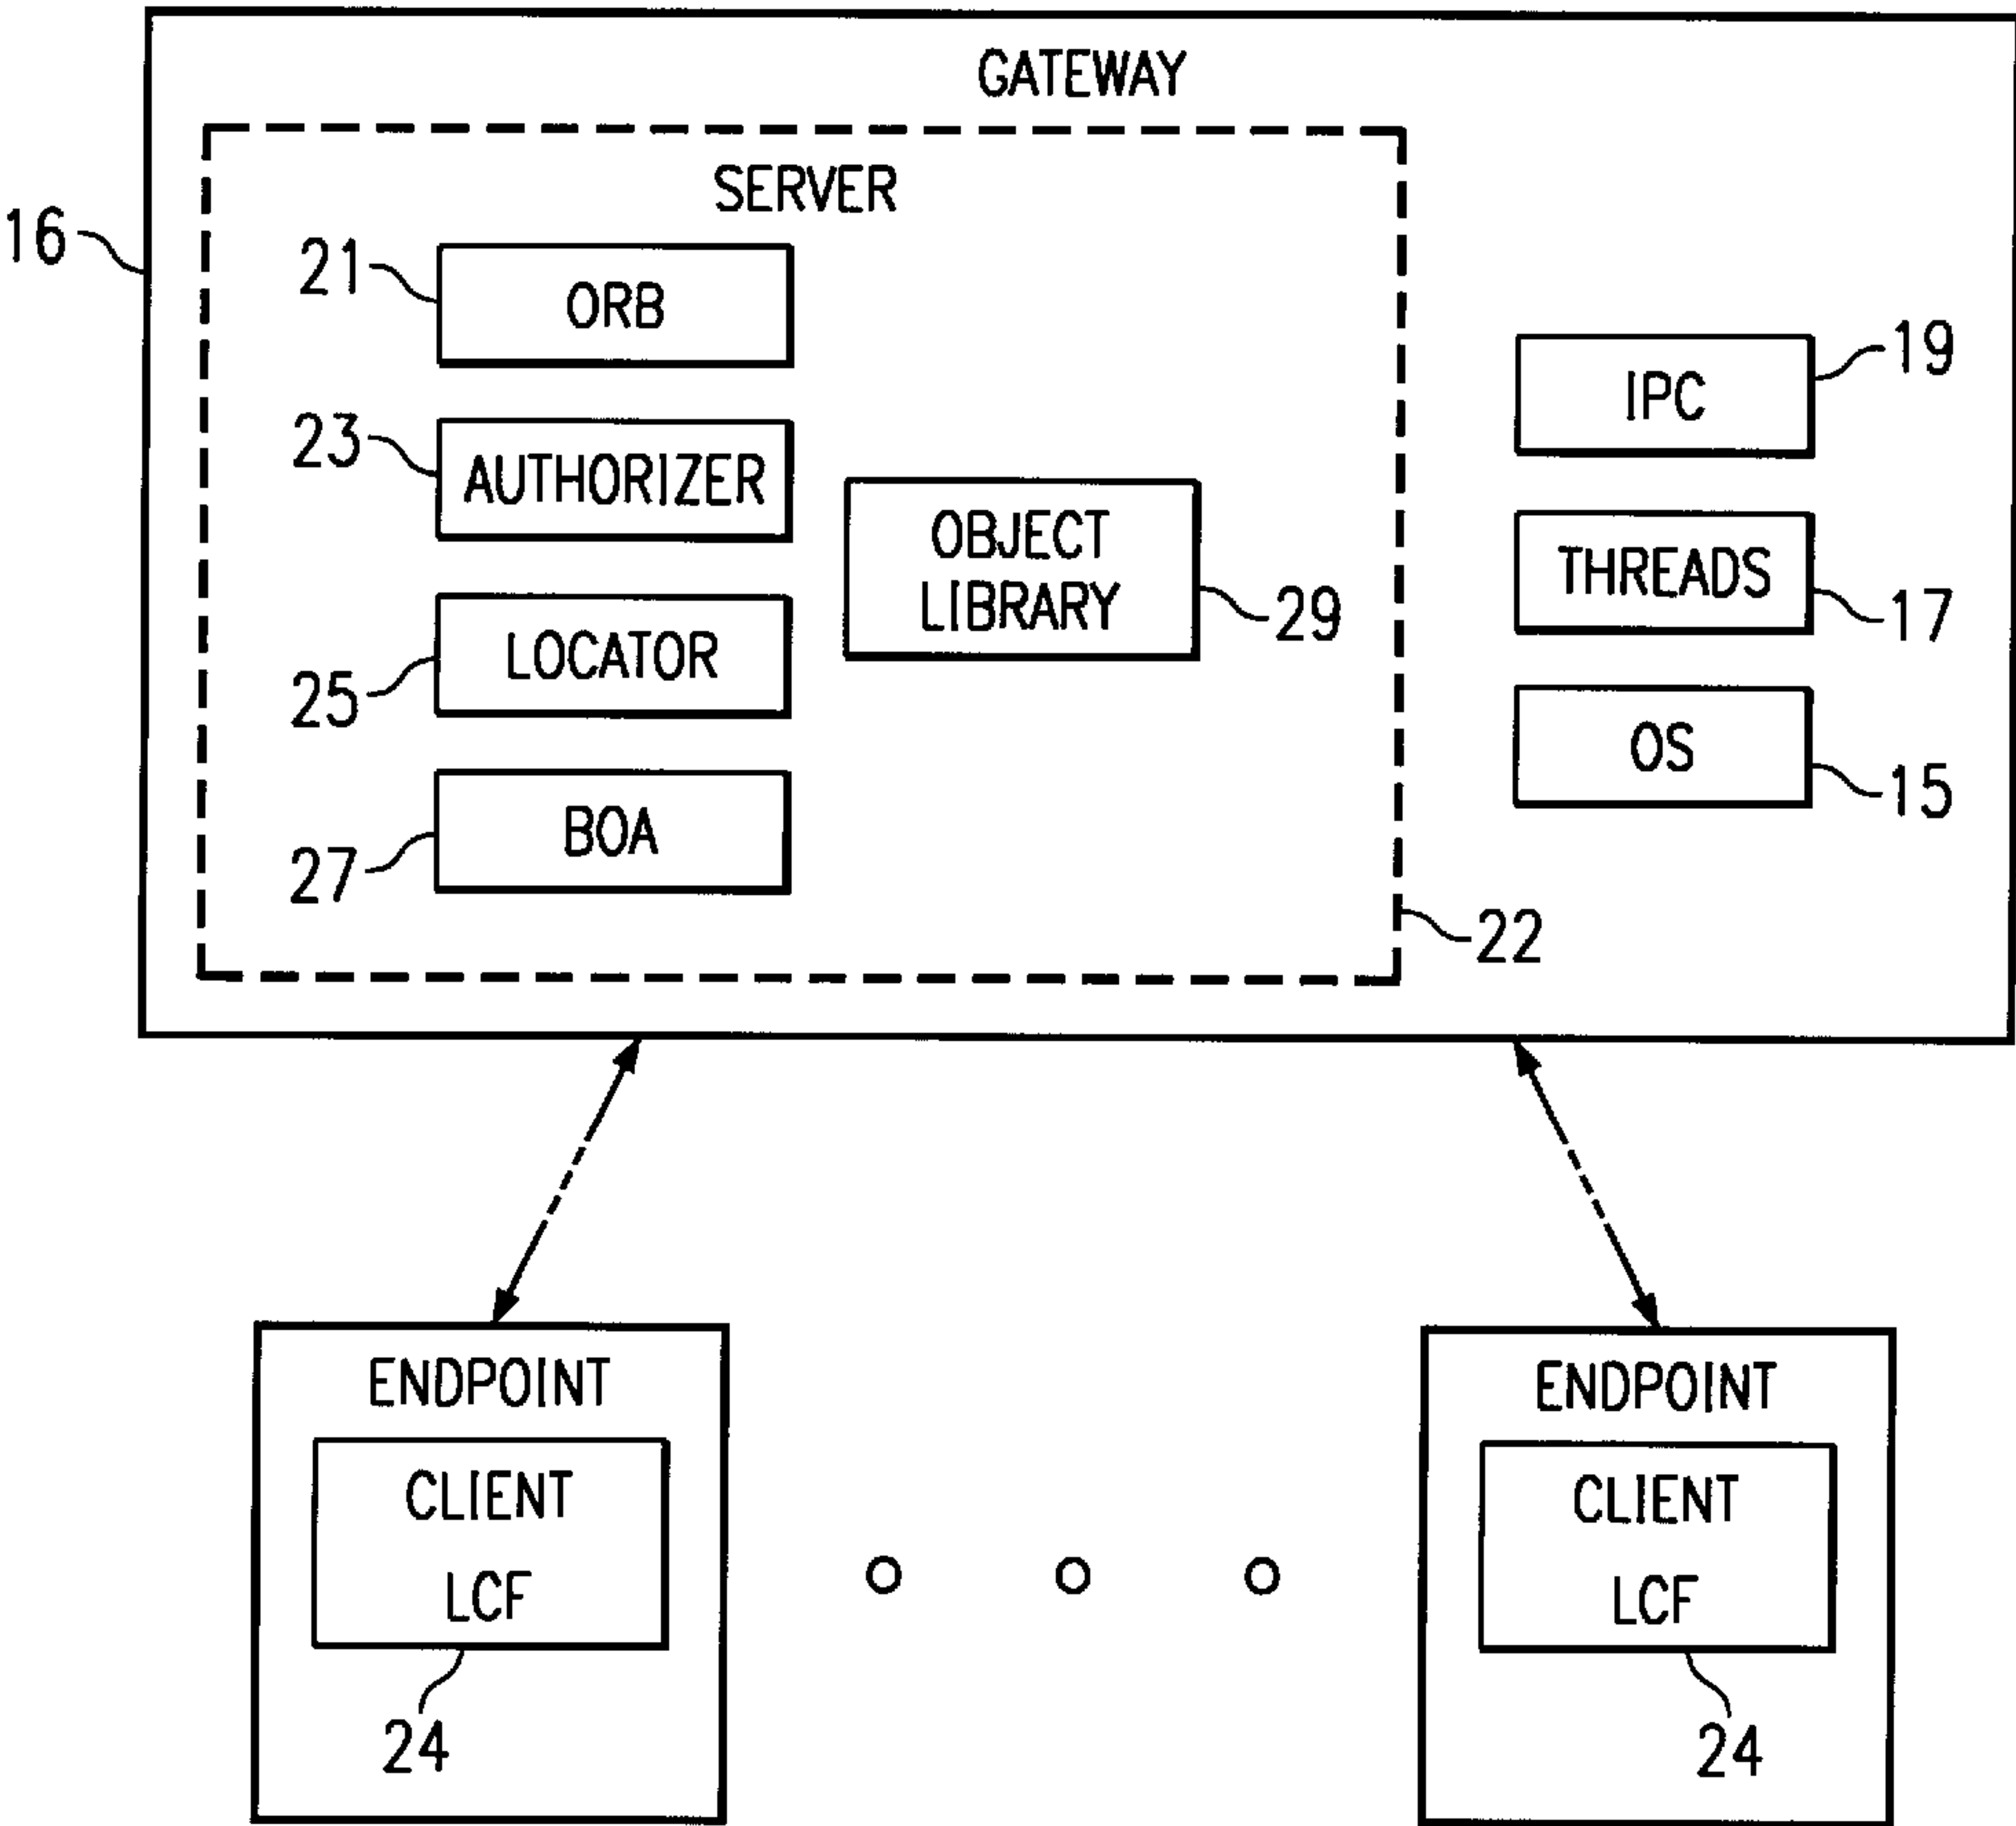 GATEWAY
SERVER
16
21
ORB
19
IPC
23
AUTHORIZER
OBJECT
LIBRARY
29
THREADS
17
25
LOCATOR
OS
15
27
BOA
22
ENDPOINT
CLIENT
LCF
24
ENDPOINT
CLIENT
LCF
24